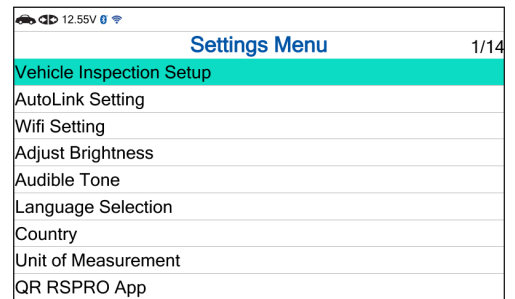 12.55V
Settings Menu 1/14
Vehicle Inspection Setup
AutoLink Setting
Wifi Setting
Adjust Brightness
Audible Tone
Language Selection
Country
Unit of Measurement
QR RSPRO App